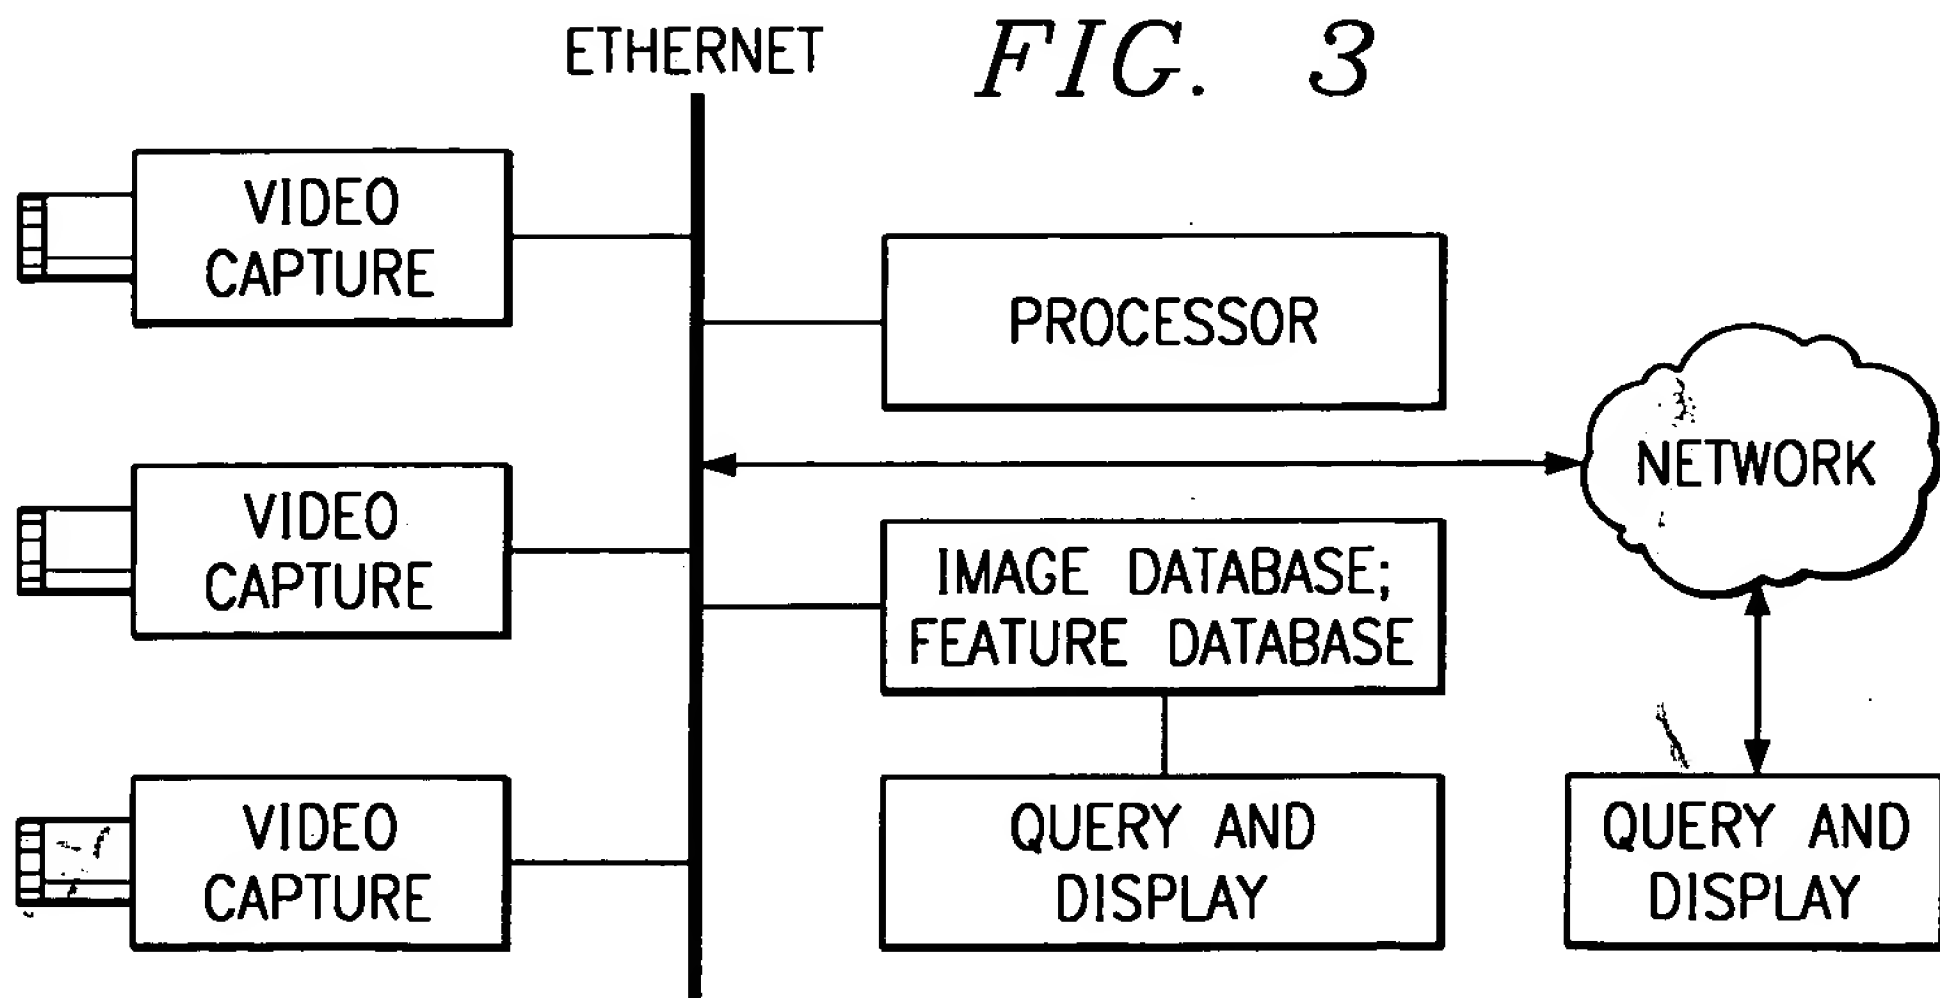 ETHERNET
FIG. 3
VIDEO
CAPTURE
PROCESSOR
NETWORK
VIDEO
CAPTURE
IMAGE DATABASE;
FEATURE DATABASE
VIDEO
CAPTURE
QUERY AND
DISPLAY
QUERY AND
DISPLAY